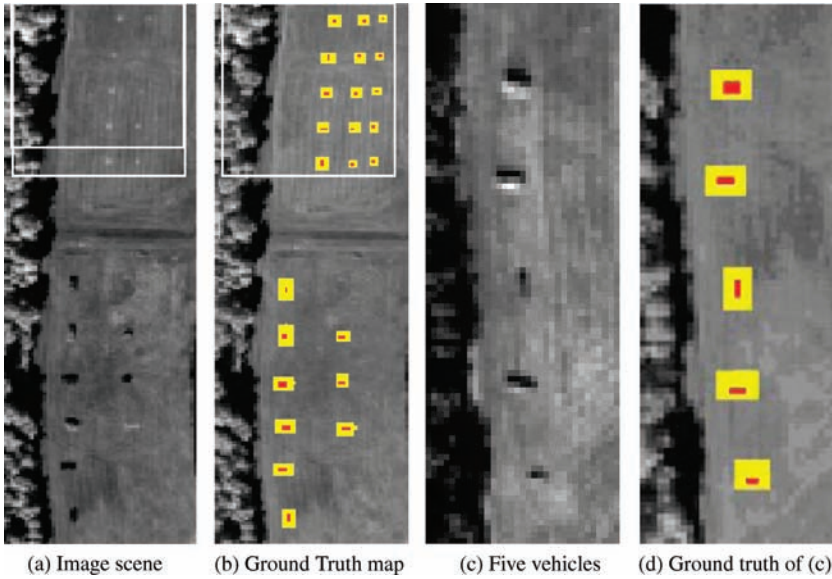 (a) Image scene
(b) Ground Truth map
(c) Five vehicles
(d) Ground truth of (c)